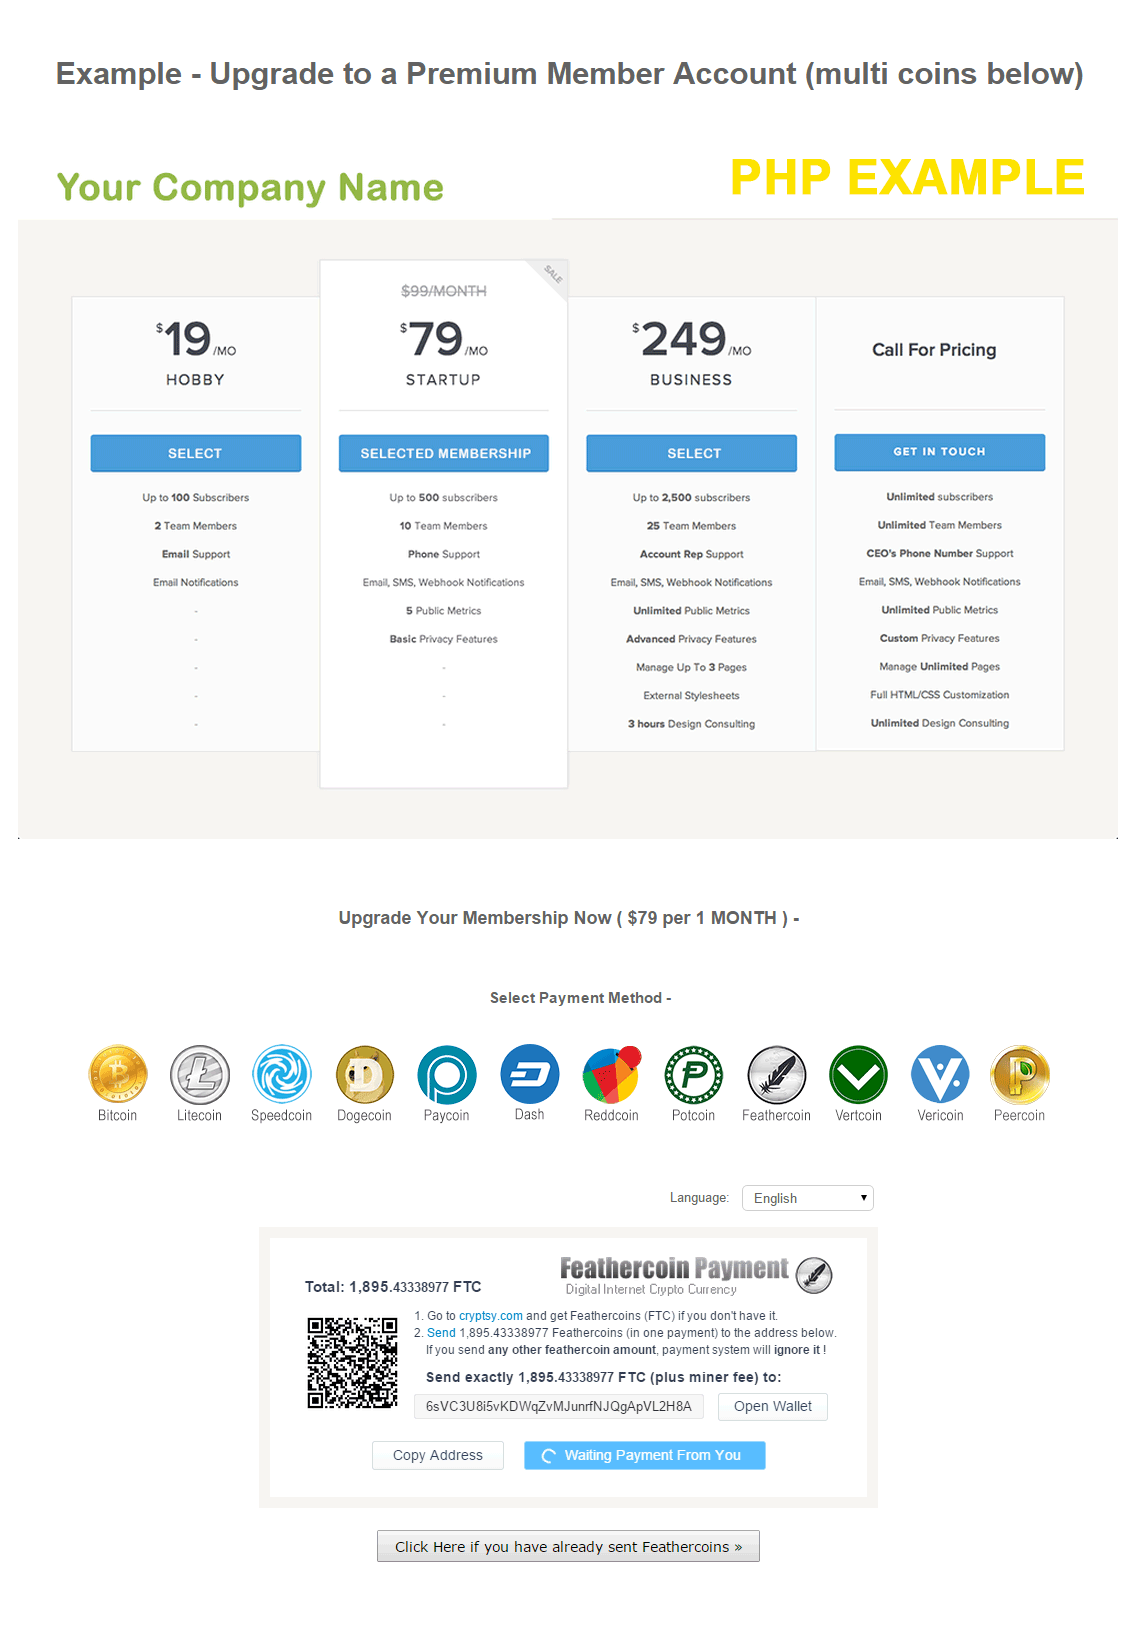 Example - Upgrade to a Premium Member Account (multi coins below)
Your Company Name
PHP EXAMPLE
$19/MO
HOBBY
SELECT
Up to 100 Subscribers
2 Team Members
Email Support
Email Notifications
-
-
-
-
-
SALE
$99/MONTH
$79/MO
STARTUP
SELECTED MEMBERSHIP
Up to 500 subscribers
10 Team Members
Phone Support
Email, SMS, Webhook Notifications
5 Public Metrics
Basic Privacy Features
-
-
-
$249/MO
BUSINESS
SELECT
Up to 2,500 subscribers
25 Team Members
Account Rep Support
Email, SMS, Webhook Notifications
Unlimited Public Metrics
Advanced Privacy Features
Manage Up To 3 Pages
External Stylesheets
3 hours Design Consulting
Call For Pricing
GET IN TOUCH
Unlimited subscribers
Unlimited Team Members
CEO's Phone Number Support
Email, SMS, Webhook Notifications
Unlimited Public Metrics
Custom Privacy Features
Manage Unlimited Pages
Full HTML/CSS Customization
Unlimited Design Consulting
Upgrade Your Membership Now ( $79 per 1 MONTH ) -
Select Payment Method -
Bitcoin Litecoin Speedcoin Dogecoin Paycoin Dash Reddcoin Potcoin Feathercoin Vertcoin Vericoin Peercoin
Language: English
Feathercoin Payment
Digital Internet Crypto Currency
Total: 1,895.43338977 FTC
1. Go to cryptsy.com and get Feathercoins (FTC) if you don't have it.
2. Send 1,895.43338977 Feathercoins (in one payment) to the address below.
If you send any other feathercoin amount, payment system will ignore it !
Send exactly 1,895.43338977 FTC (plus miner fee) to:
6sVC3U8i5vKDWqZvMJunrfNJQgApVL2H8A
Open Wallet
Copy Address
Waiting Payment From You
Click Here if you have already sent Feathercoins »